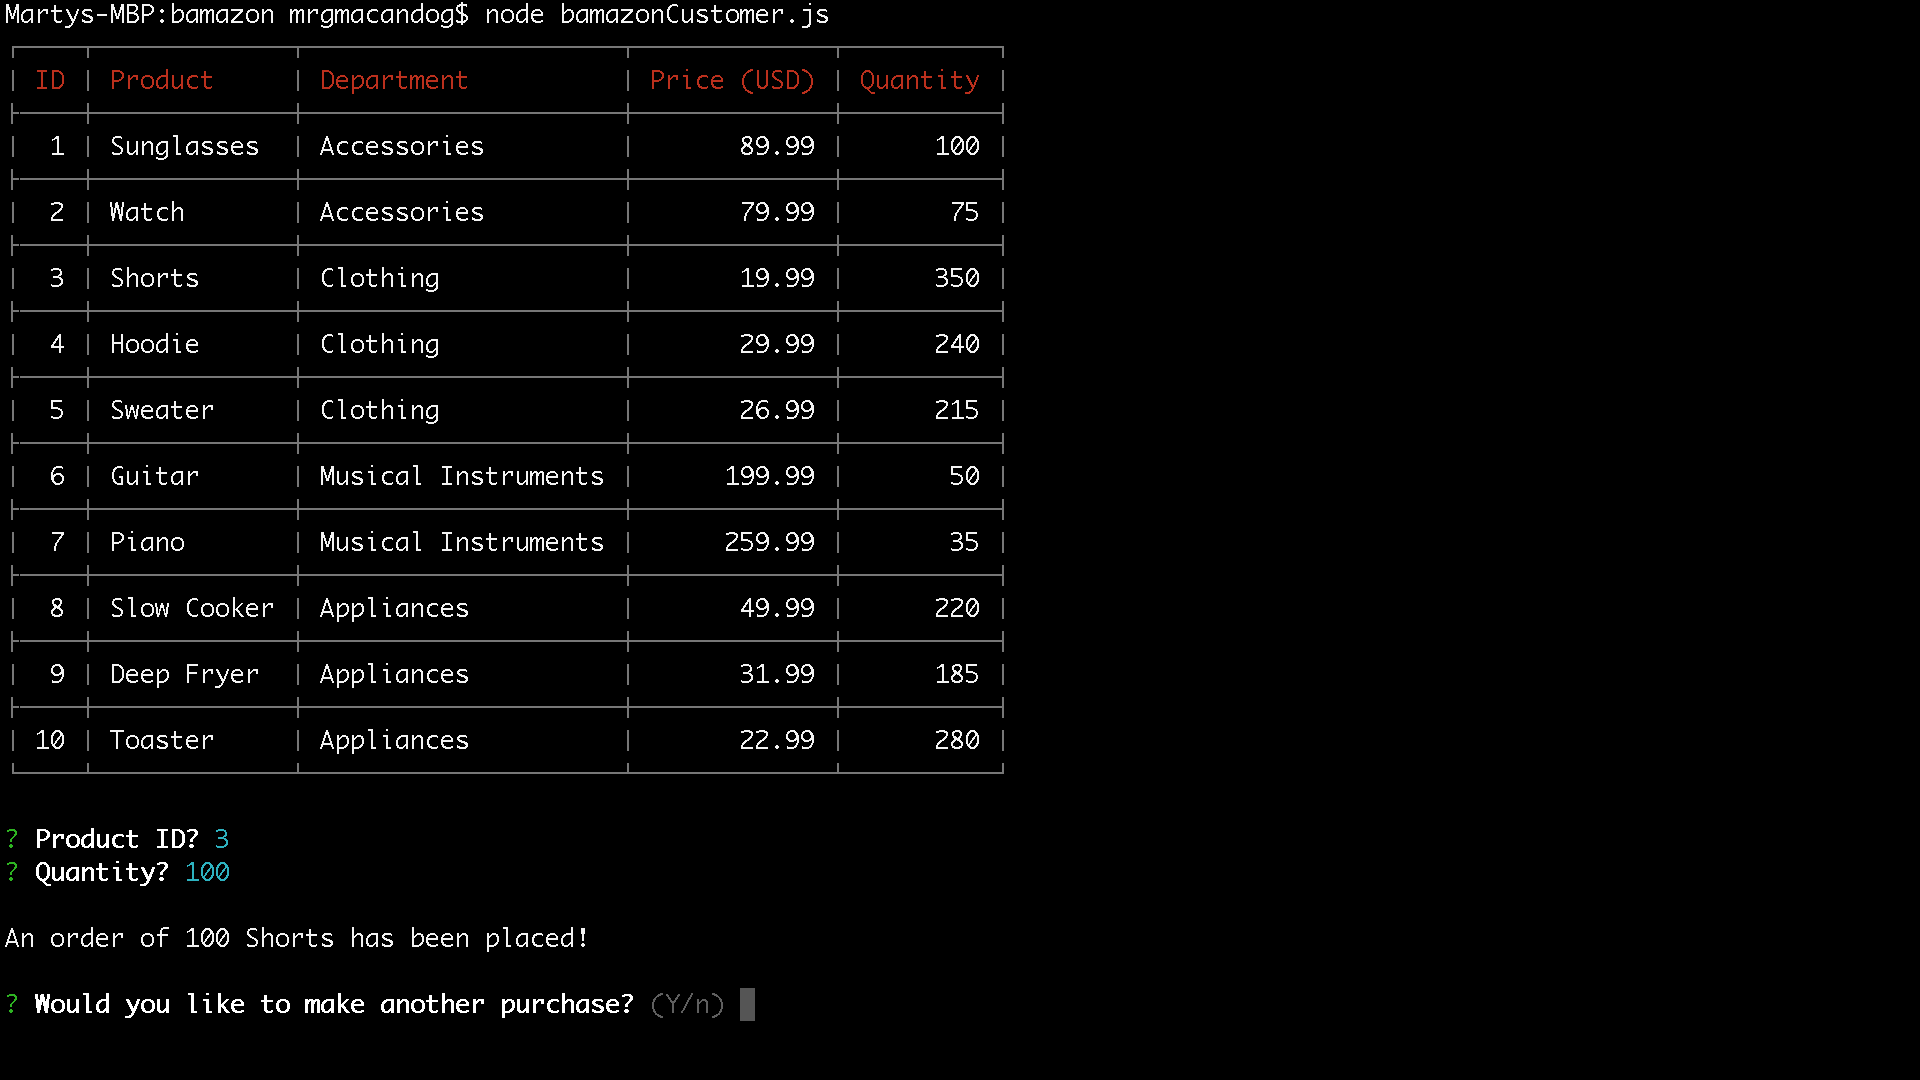 Martys-MBP:bamazon mrgmacandog$ node bamazonCustomer.js
ID Product Department Price (USD) Quantity
1 Sunglasses Accessories 89.99 100
2 Watch Accessories 79.99 75
3 Shorts Clothing 19.99 350
4 Hoodie Clothing 29.99 240
5 Sweater Clothing 26.99 215
6 Guitar Musical Instruments 199.99 50
7 Piano Musical Instruments 259.99 35
8 Slow Cooker Appliances 49.99 220
9 Deep Fryer Appliances 31.99 185
10 Toaster Appliances 22.99 280
? Product ID? 3
? Quantity? 100
An order of 100 Shorts has been placed!
? Would you like to make another purchase? (Y/n)